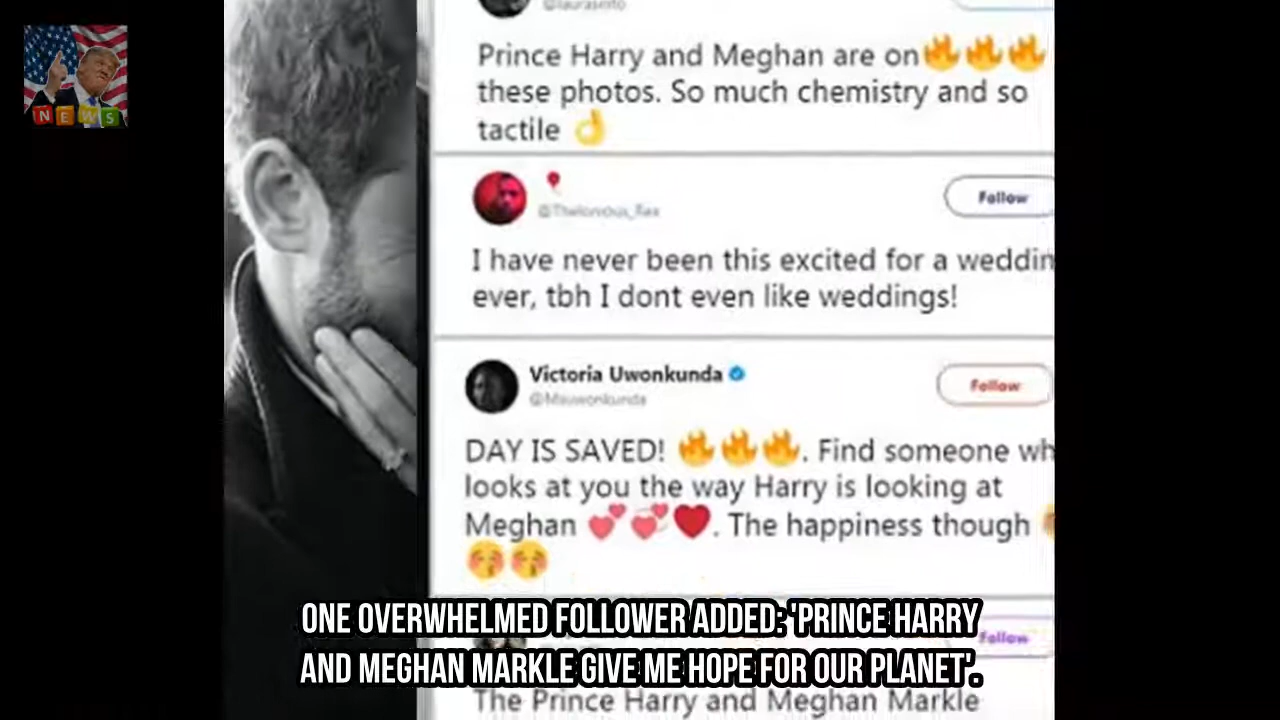 NEWS
Prince Harry and Meghan are on🔥🔥🔥
these photos. So much chemistry and so
tactile 👌
Follow
I have never been this excited for a weddin
ever, tbh I dont even like weddings!
Victoria Uwonkunda
Follow
DAY IS SAVED! 🔥🔥🔥. Find someone wh
looks at you the way Harry is looking at
Meghan 💕💞❤. The happiness though
😚😚
ONE OVERWHELMED FOLLOWER ADDED: 'PRINCE HARRY
Follow
AND MEGHAN MARKLE GIVE ME HOPE FOR OUR PLANET'.
The Prince Harry and Meghan Markle